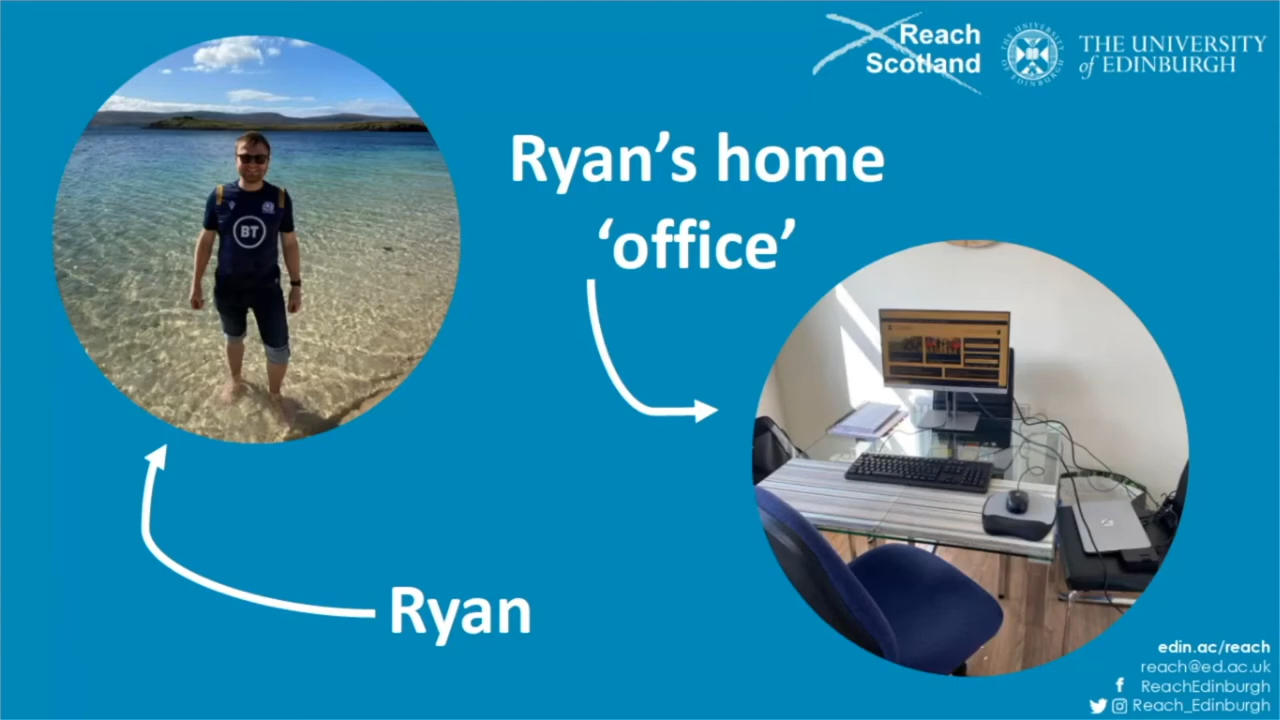 Reach
Scotland
THE UNIVERSITY
of EDINBURGH
Ryan's home
'office'
BT
Ryan
edin.ac/reach
reach@ed.ac.uk
ReachEdinburgh
Reach_Edinburgh